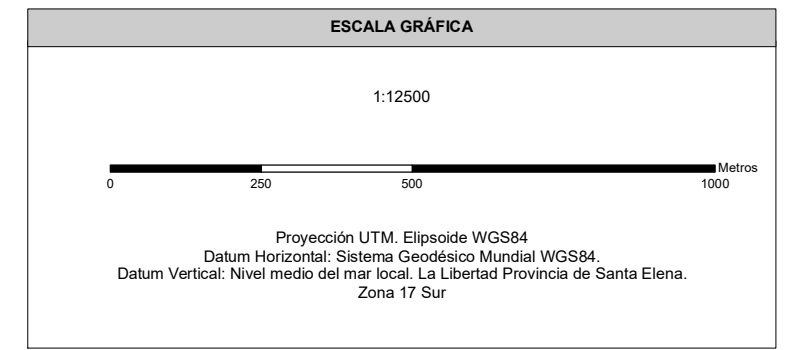 ESCALA GRÁFICA
1:12500
Metros
0 250 500 1000
Proyección UTM. Elipsoide WGS84
Datum Horizontal: Sistema Geodésico Mundial WGS84.
Datum Vertical: Nivel medio del mar local. La Libertad Provincia de Santa Elena.
Zona 17 Sur